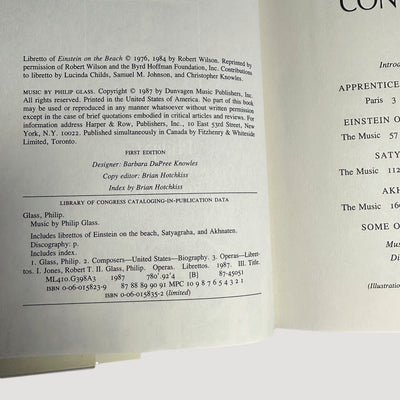 Libretto of Einstein on the Beach © 1976, 1984 by Robert Wilson. Reprinted by
permission of Robert Wilson and the Byrd Hoffman Foundation, Inc. Contributions
to libretto by Lucinda Childs, Samuel M. Johnson, and Christopher Knowles.
MUSIC BY PHILIP GLASS. Copyright © 1987 by Dunvagen Music Publishers, Inc.
All rights reserved. Printed in the United States of America. No part of this book
may be used or reproduced in any manner whatsoever without written permission
except in the case of brief quotations embodied in critical articles and reviews. For
information address Harper & Row, Publishers, Inc., 10 East 53rd Street, New
York, N.Y. 10022. Published simultaneously in Canada by Fitzhenry & Whiteside
Limited, Toronto.
FIRST EDITION
Designer: Barbara DuPree Knowles
Copy editor: Brian Hotchkiss
Index by Brian Hotchkiss
LIBRARY OF CONGRESS CATALOGING-IN-PUBLICATION DATA
Glass, Philip.
Music by Philip Glass.
Includes librettos of Einstein on the beach, Satyagraha, and Akhnaten.
Discography: p.
Includes index.
1. Glass, Philip. 2. Composers—United States—Biography. 3. Operas—Libret-
tos. I. Jones, Robert T. II. Glass, Philip. Operas. Librettos. 1987. III. Title.
ML410.G398A3 1987 780'.92'4 [B] 87-45051
ISBN 0-06-015823-9 87 88 89 90 91 MPC 10 9 8 7 6 5 4 3 2 1
ISBN 0-06-015835-2 (limited)
CON
Introd
APPRENTICE
Paris 3
EINSTEIN O
The Music 57
SATY
The Music 112
AKH
The Music 16
SOME O
Mus
Di
(Illustration